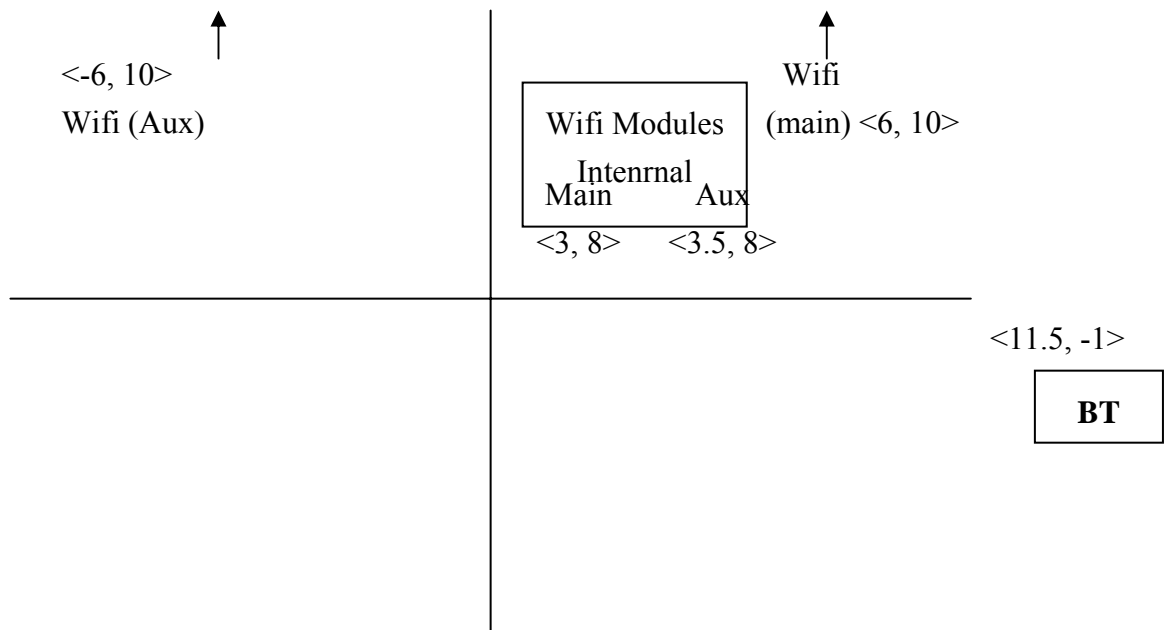 <-6, 10>
Wifi (Aux)
Wifi Modules
Intenrnal
Main Aux
<3, 8> <3.5, 8>
Wifi
(main) <6, 10>
<11.5, -1>
BT